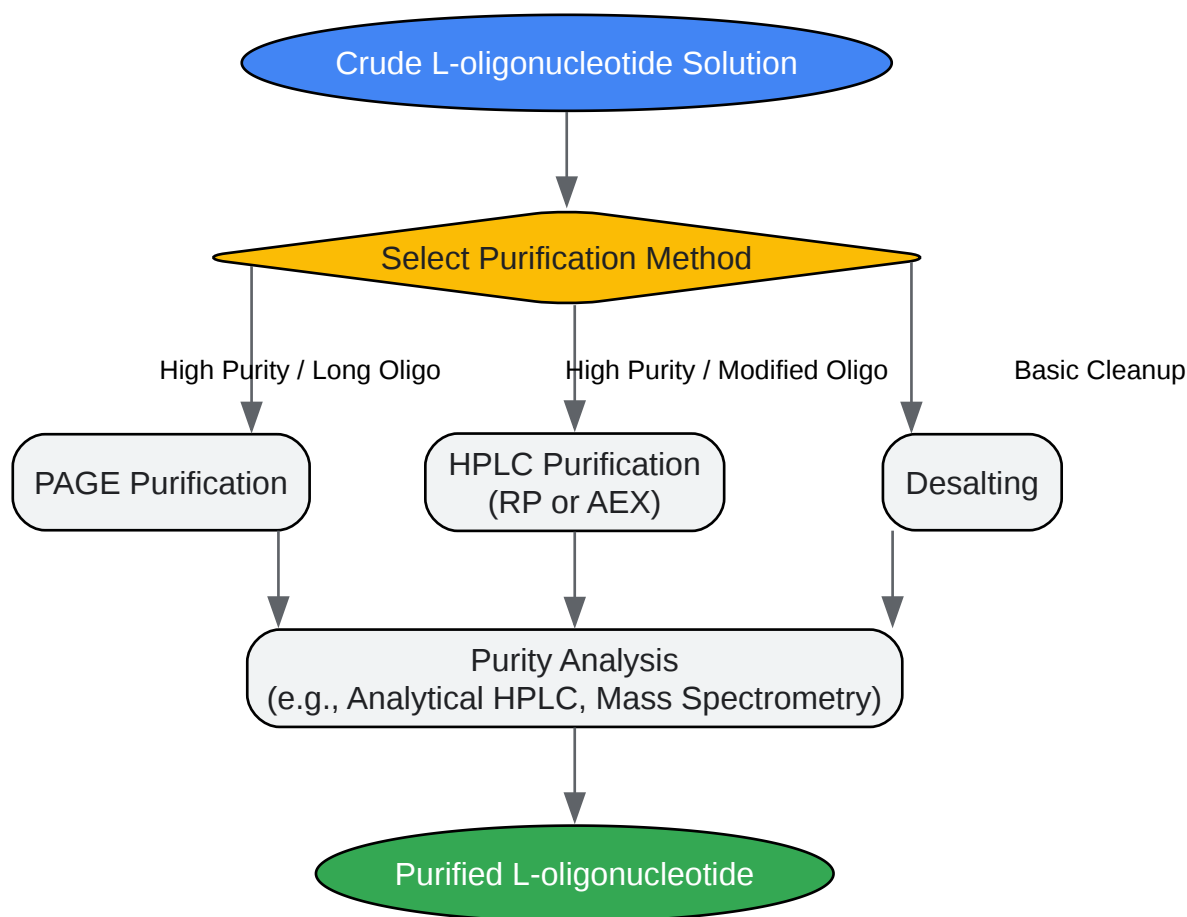 Crude L-oligonucleotide Solution
Select Purification Method
High Purity / Long Oligo
High Purity / Modified Oligo
Basic Cleanup
PAGE Purification
HPLC Purification
(RP or AEX)
Desalting
Purity Analysis
(e.g., Analytical HPLC, Mass Spectrometry)
Purified L-oligonucleotide